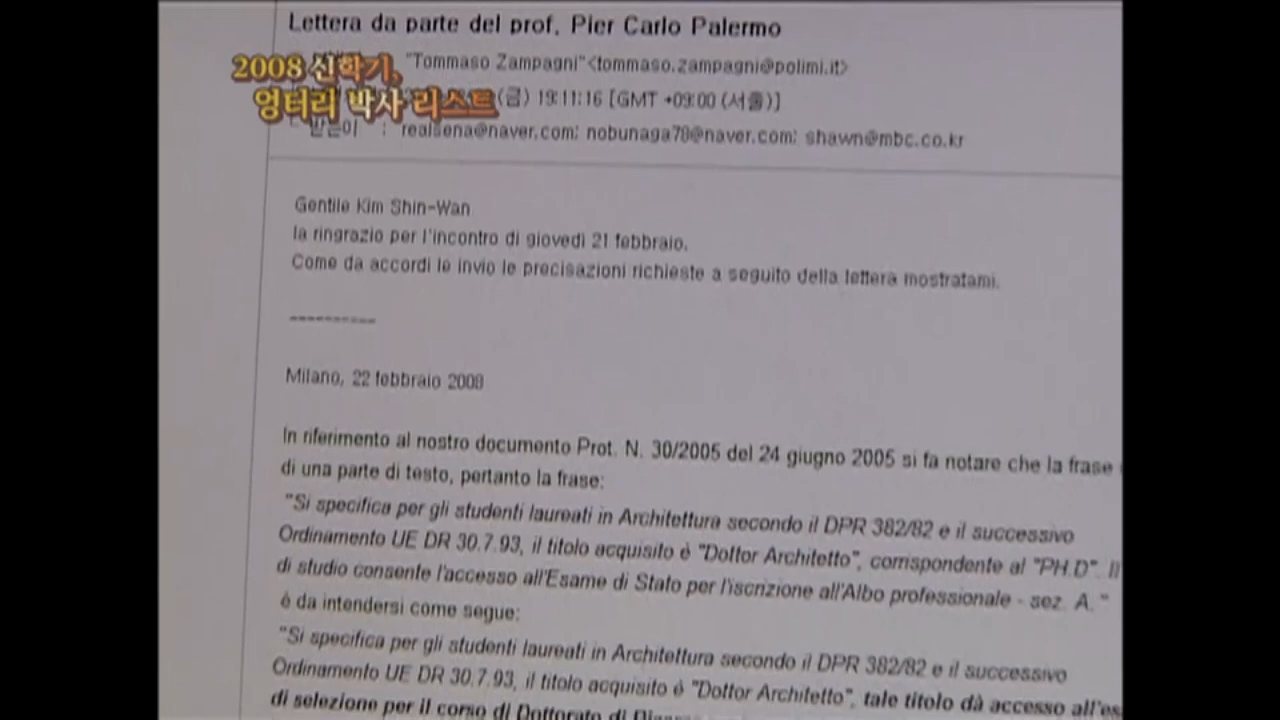 Lettera da parte del prof. Pier Carlo Palermo
2008 신학기,
엉터리 박사 리스트
"Tommaso Zampagni"<tommaso.zampagni@polimi.it>
(금) 19:11:16 [GMT +09:00 (서울)]
받는이 : realsena@naver.com; nobunaga78@naver.com; shawn@mbc.co.kr
Gentile Kim Shin-Wan
la ringrazio per l'incontro di giovedì 21 febbraio.
Come da accordi le invio le precisazioni richieste a seguito della lettera mostratami.
----------
Milano, 22 febbraio 2008
In riferimento al nostro documento Prot. N. 30/2005 del 24 giugno 2005 si fa notare che la frase
di una parte di testo, pertanto la frase:
"Si specifica per gli studenti laureati in Architettura secondo il DPR 382/82 e il successivo
Ordinamento UE DR 30.7.93, il titolo acquisito è "Dottor Architetto", corrispondente al "PH.D". Il
di studio consente l'accesso all'Esame di Stato per l'iscrizione all'Albo professionale - sez. A."
è da intendersi come segue:
"Si specifica per gli studenti laureati in Architettura secondo il DPR 382/82 e il successivo
Ordinamento UE DR 30.7.93, il titolo acquisito è "Dottor Architetto", tale titolo dà accesso
di selezione per il corso di Dottorato di